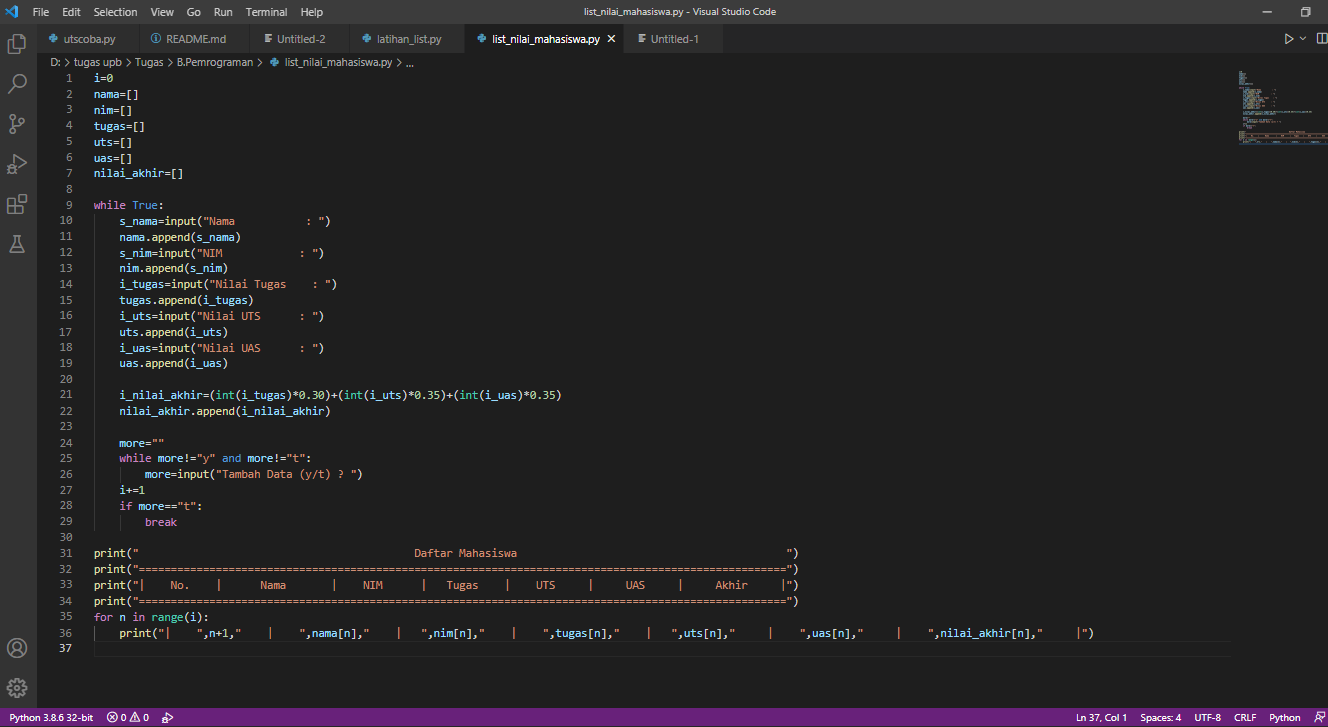 File Edit Selection View Go Run Terminal Help list_nilai_mahasiswa.py - Visual Studio Code
utscoba.py README.md Untitled-2 latihan_list.py list_nilai_mahasiswa.py Untitled-1
D: > tugas upb > Tugas > B.Pemrograman > list_nilai_mahasiswa.py > ...
1 i=0
2 nama=[]
3 nim=[]
4 tugas=[]
5 uts=[]
6 uas=[]
7 nilai_akhir=[]
8
9 while True:
10     s_nama=input("Nama           : ")
11     nama.append(s_nama)
12     s_nim=input("NIM            : ")
13     nim.append(s_nim)
14     i_tugas=input("Nilai Tugas    : ")
15     tugas.append(i_tugas)
16     i_uts=input("Nilai UTS      : ")
17     uts.append(i_uts)
18     i_uas=input("Nilai UAS      : ")
19     uas.append(i_uas)
20
21     i_nilai_akhir=(int(i_tugas)*0.30)+(int(i_uts)*0.35)+(int(i_uas)*0.35)
22     nilai_akhir.append(i_nilai_akhir)
23
24     more=""
25     while more!="y" and more!="t":
26         more=input("Tambah Data (y/t) ? ")
27     i+=1
28     if more=="t":
29         break
30
31 print("                                           Daftar Mahasiswa                                          ")
32 print("=====================================================================================================")
33 print("|    No.    |      Nama       |    NIM      |   Tugas    |    UTS     |     UAS     |     Akhir     |")
34 print("=====================================================================================================")
35 for n in range(i):
36     print("|    ",n+1,"    |    ",nama[n],"    |   ",nim[n],"    |    ",tugas[n],"    |   ",uts[n],"     |    ",uas[n],"     |    ",nilai_akhir[n],"     |")
37
Python 3.8.6 32-bit 0 0 Ln 37, Col 1 Spaces: 4 UTF-8 CRLF Python